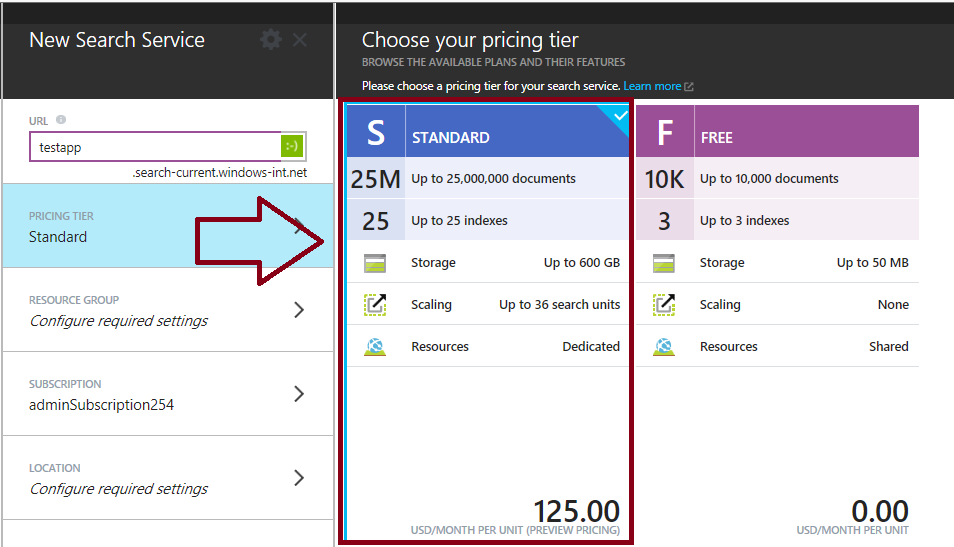 New Search Service
URL
testapp
:-)
.search-current.windows-int.net
PRICING TIER
Standard
RESOURCE GROUP
Configure required settings
SUBSCRIPTION
adminSubscription254
LOCATION
Configure required settings
Choose your pricing tier
BROWSE THE AVAILABLE PLANS AND THEIR FEATURES
Please choose a pricing tier for your search service. Learn more
S STANDARD
25M Up to 25,000,000 documents
25 Up to 25 indexes
Storage Up to 600 GB
Scaling Up to 36 search units
Resources Dedicated
125.00
USD/MONTH PER UNIT (PREVIEW PRICING)
F FREE
10K Up to 10,000 documents
3 Up to 3 indexes
Storage Up to 50 MB
Scaling None
Resources Shared
0.00
USD/MONTH PER UNIT